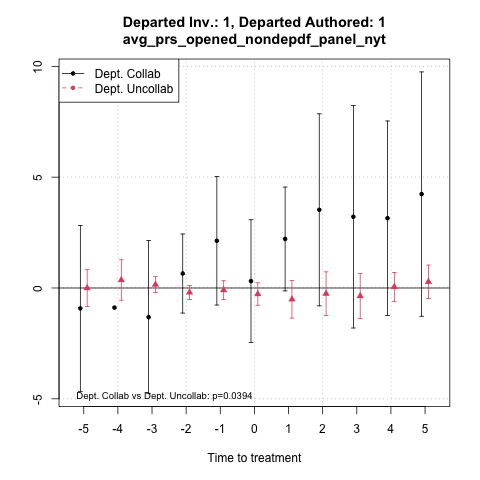 Departed Inv.: 1, Departed Authored: 1
avg_prs_opened_nondepdf_panel_nyt
Dept. Collab
Dept. Uncollab
10
5
0
-5
Dept. Collab vs Dept. Uncollab: p=0.0394
-5 -4 -3 -2 -1 0 1 2 3 4 5
Time to treatment